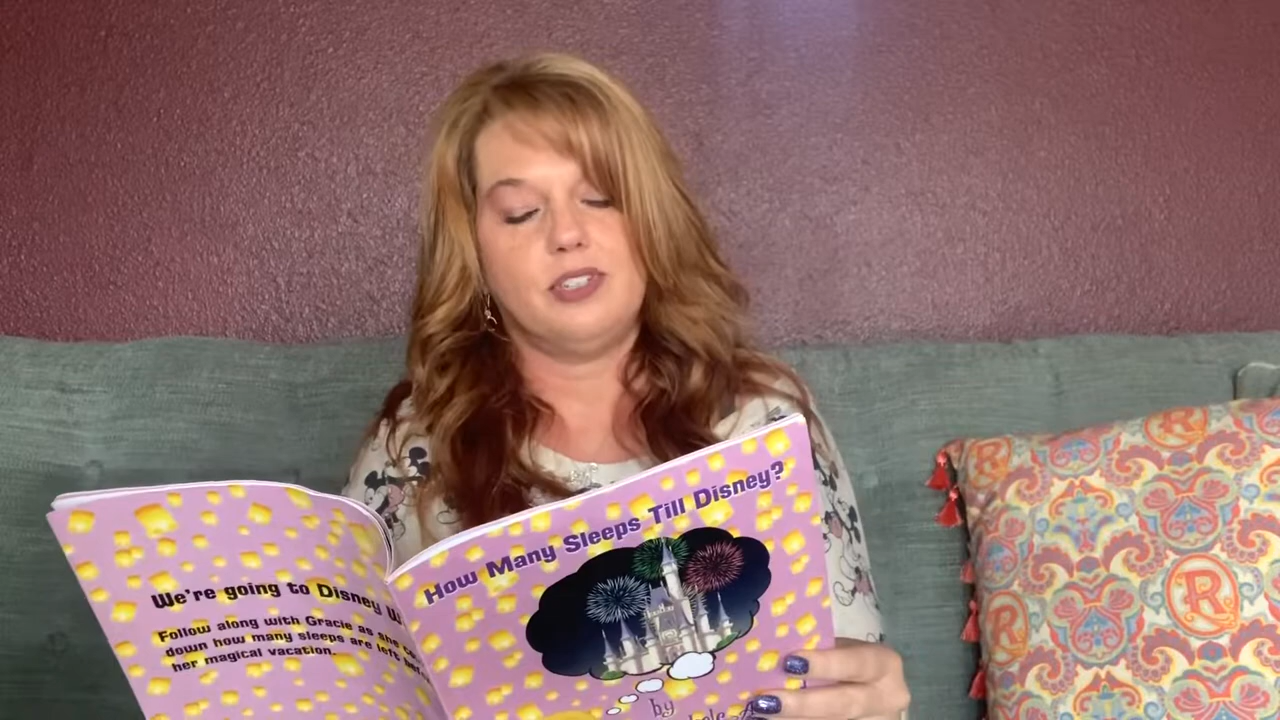 We're going to Disney
Follow along with Gracie as she
down how many sleeps are left
her magical vacation.
How Many Sleeps Till Disney?
by
R
R
R
R